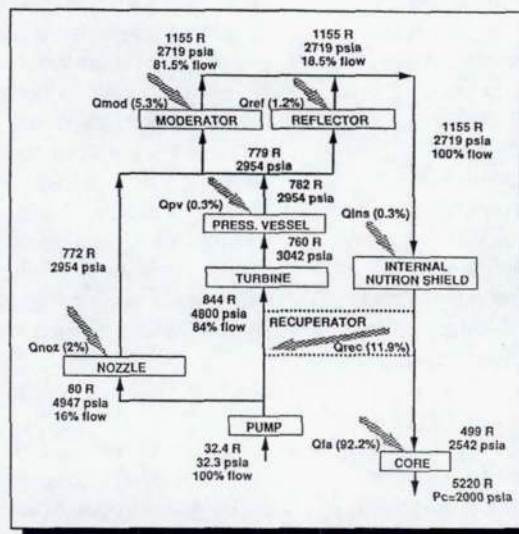 1155 R
2719 psia
81.5% flow
1155 R
2719 psia
18.5% flow
Qmod (5.3%)
Qref (1.2%)
MODERATOR
REFLECTOR
1155 R
2719 psia
100% flow
779 R
2954 psia
782 R
2954 psia
Qpv (0.3%)
Qins (0.3%)
PRESS. VESSEL
772 R
2954 psia
760 R
3042 psia
INTERNAL
NUTRON SHIELD
TURBINE
844 R
4800 psia
84% flow
RECUPERATOR
Qnoz (2%)
Qrec (11.9%)
NOZZLE
80 R
4947 psia
16% flow
PUMP
499 R
2542 psia
32.4 R
32.3 psia
100% flow
Qfa (92.2%)
CORE
5220 R
Pc=2000 psia